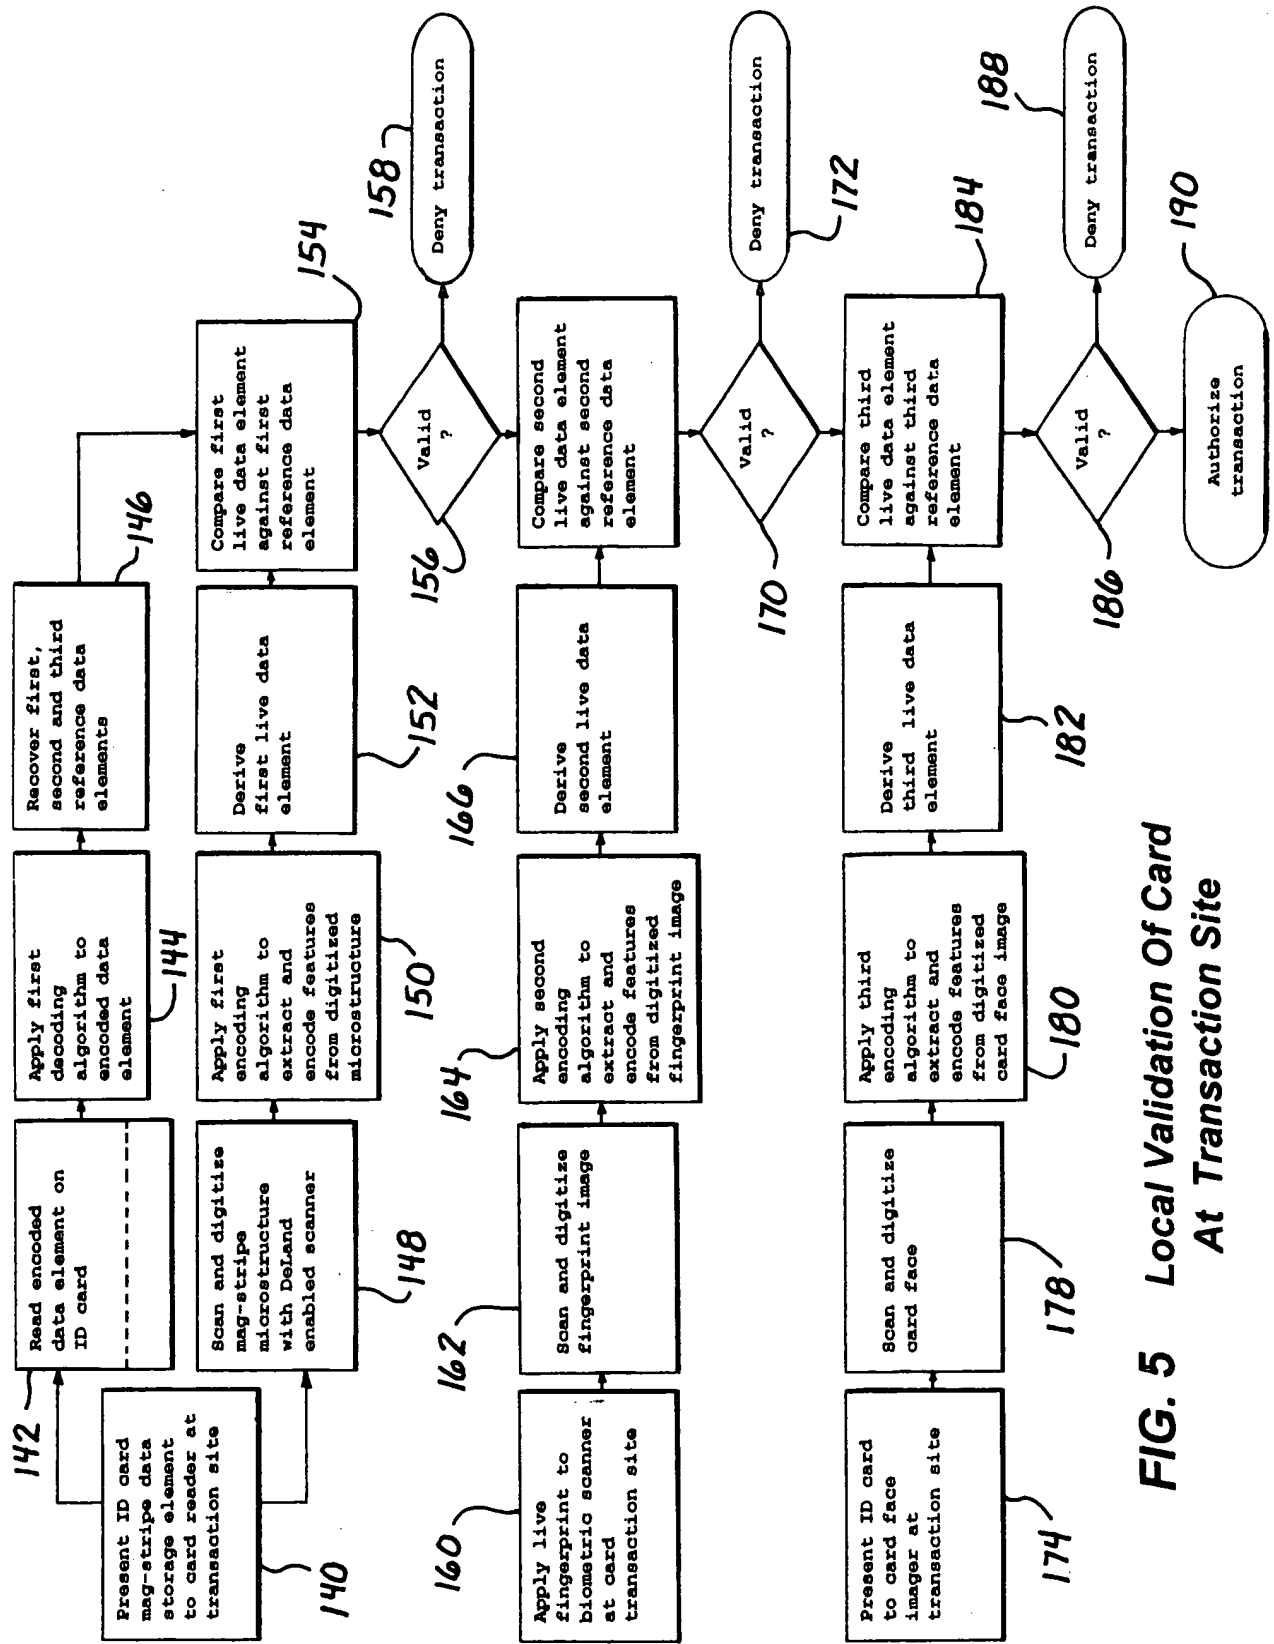 Present ID card
mag-stripe data
storage element
to card reader at
transaction site
140
142
Read encoded
data element on
ID card
Apply first
decoding
algorithm to
encoded data
element
144
Recover first,
second and third
reference data
elements
146
Scan and digitize
mag-stripe
microstructure
with DeLand
enabled scanner
148
Apply first
encoding
algorithm to
extract and
encode features
from digitized
microstructure
150
Derive
first live data
element
152
Compare first
live data element
against first
reference data
element
154
Valid
?
156
Deny transaction
158
Apply live
fingerprint to
biometric scanner
at card
transaction site
160
Scan and digitize
fingerprint image
162
Apply second
encoding
algorithm to
extract and
encode features
from digitized
fingerprint image
164
Derive
second live data
element
166
Compare second
live data element
against second
reference data
element
Valid
?
170
Deny transaction
172
Present ID card
to card face
imager at
transaction site
174
Scan and digitize
card face
178
Apply third
encoding
algorithm to
extract and
encode features
from digitized
card face image
180
Derive
third live data
element
182
Compare third
live data element
against third
reference data
element
184
Valid
?
186
Deny transaction
188
Authorize
transaction
190
FIG. 5 Local Validation Of Card
At Transaction Site